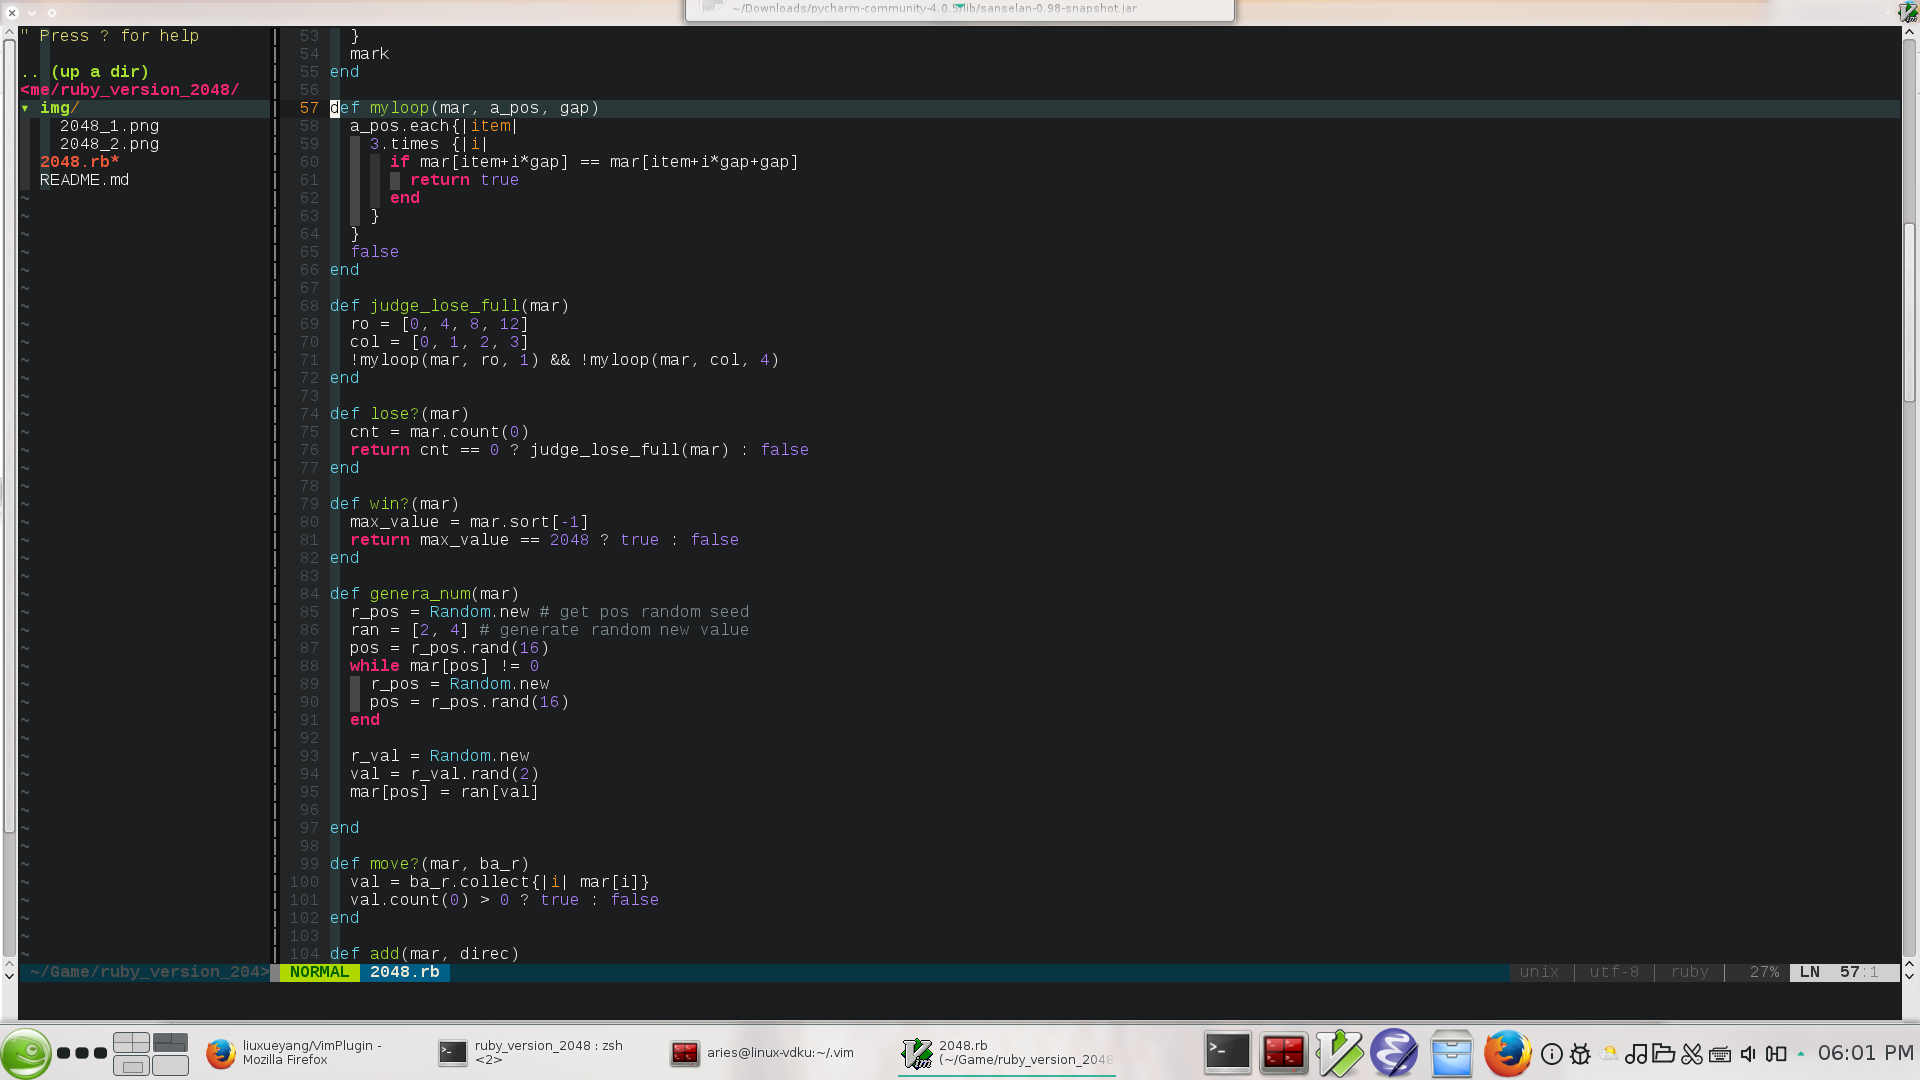 ~/Downloads/pycharm-community-4.0.5/lib/sanselan-0.98-snapshot.jar
" Press ? for help
.. (up a dir)
<me/ruby_version_2048/
▾ img/
2048_1.png
2048_2.png
2048.rb*
README.md
53 }
54 mark
55 end
56
57 def myloop(mar, a_pos, gap)
58 a_pos.each{|item|
59 3.times {|i|
60 if mar[item+i*gap] == mar[item+i*gap+gap]
61 return true
62 end
63 }
64 }
65 false
66 end
67
68 def judge_lose_full(mar)
69 ro = [0, 4, 8, 12]
70 col = [0, 1, 2, 3]
71 !myloop(mar, ro, 1) && !myloop(mar, col, 4)
72 end
73
74 def lose?(mar)
75 cnt = mar.count(0)
76 return cnt == 0 ? judge_lose_full(mar) : false
77 end
78
79 def win?(mar)
80 max_value = mar.sort[-1]
81 return max_value == 2048 ? true : false
82 end
83
84 def genera_num(mar)
85 r_pos = Random.new # get pos random seed
86 ran = [2, 4] # generate random new value
87 pos = r_pos.rand(16)
88 while mar[pos] != 0
89 r_pos = Random.new
90 pos = r_pos.rand(16)
91 end
92
93 r_val = Random.new
94 val = r_val.rand(2)
95 mar[pos] = ran[val]
96
97 end
98
99 def move?(mar, ba_r)
100 val = ba_r.collect{|i| mar[i]}
101 val.count(0) > 0 ? true : false
102 end
103
104 def add(mar, direc)
~/Game/ruby_version_204> NORMAL 2048.rb unix | utf-8 | ruby | 27% LN 57:1
liuxueyang/VimPlugin -
Mozilla Firefox
ruby_version_2048 : zsh
<2>
aries@linux-vdku:~/.vim
2048.rb
(~/Game/ruby_version_2048
06:01 PM